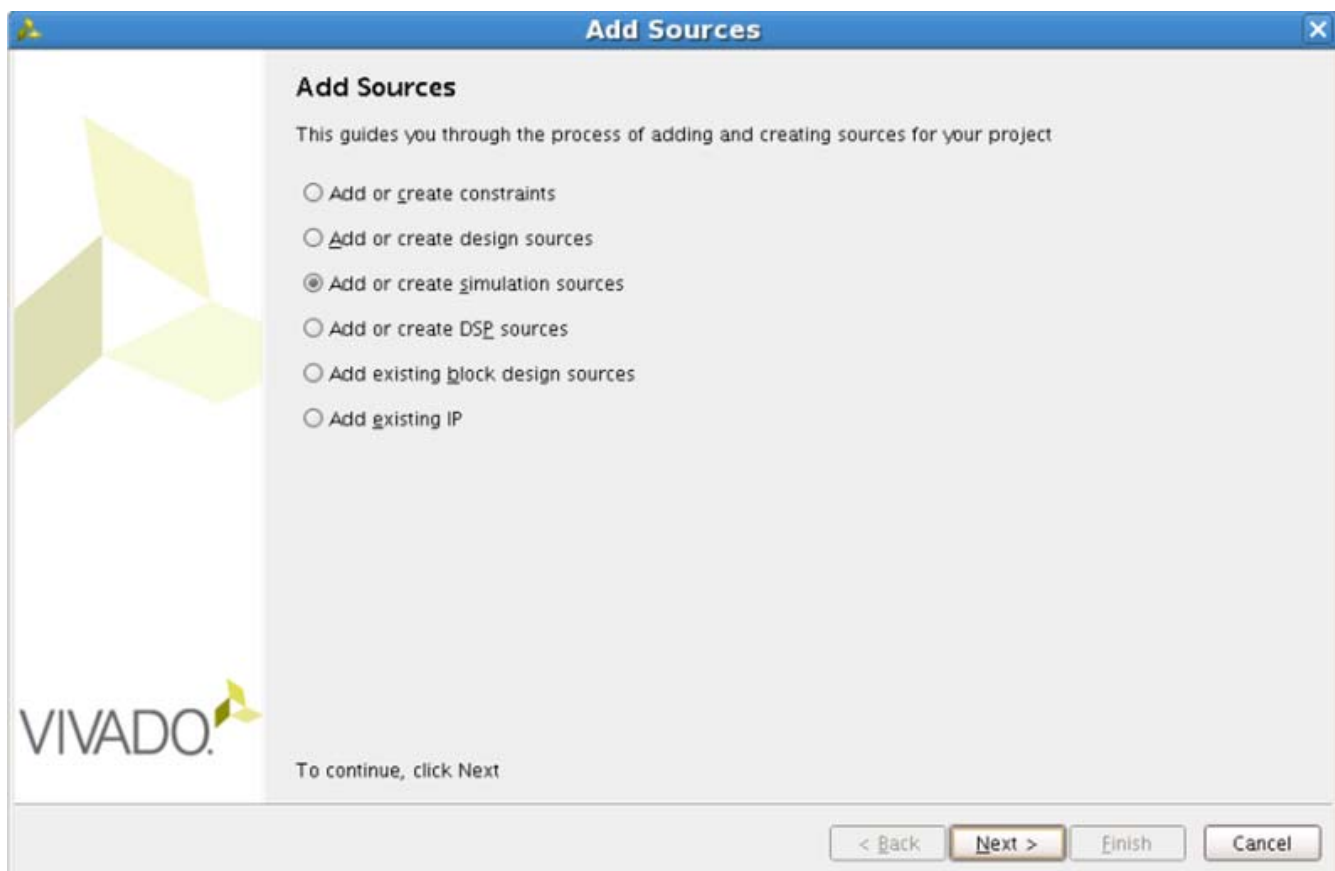 Add Sources
Add Sources
This guides you through the process of adding and creating sources for your project
Add or create constraints
Add or create design sources
Add or create simulation sources
Add or create DSP sources
Add existing block design sources
Add existing IP
VIVADO.
To continue, click Next
< Back Next > Finish Cancel